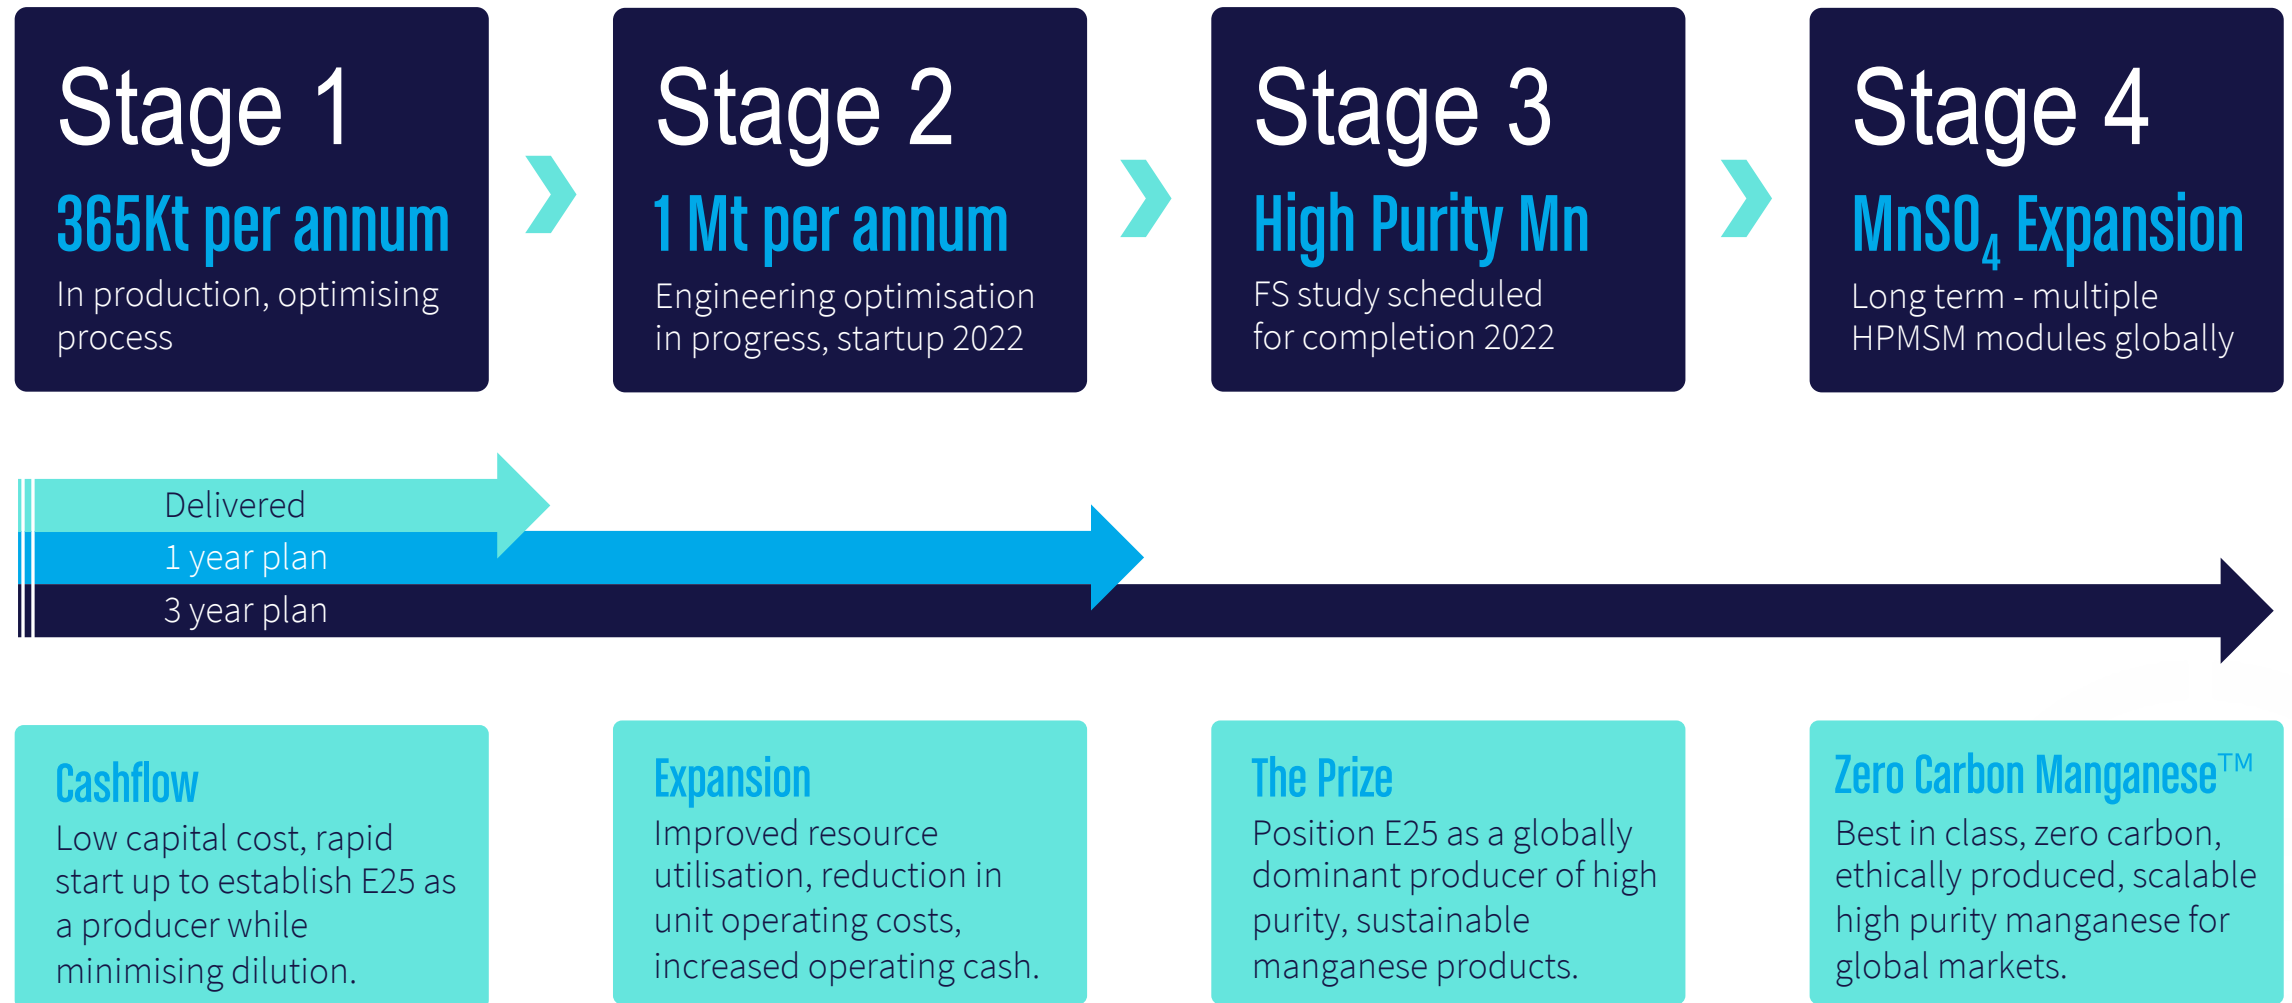 Stage 1
365Kt per annum
In production, optimising
process
Stage 2
1 Mt per annum
Engineering optimisation
in progress, startup 2022
Stage 3
High Purity Mn
FS study scheduled
for completion 2022
Stage 4
MnSO₄ Expansion
Long term - multiple
HPMSM modules globally
Delivered
1 year plan
3 year plan
Cashflow
Low capital cost, rapid
start up to establish E25 as
a producer while
minimising dilution.
Expansion
Improved resource
utilisation, reduction in
unit operating costs,
increased operating cash.
The Prize
Position E25 as a globally
dominant producer of high
purity, sustainable
manganese products.
Zero Carbon Manganese™
Best in class, zero carbon,
ethically produced, scalable
high purity manganese for
global markets.